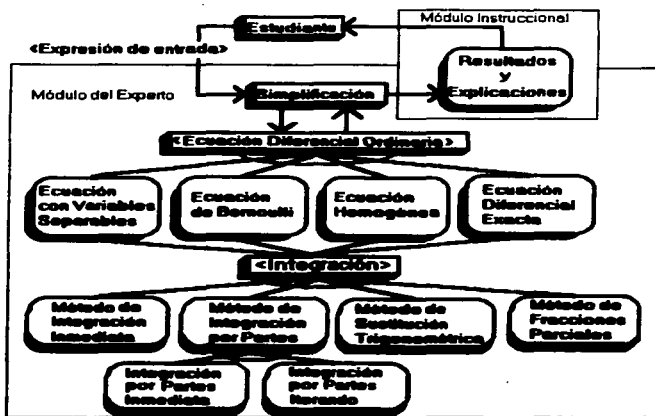 Módulo Instruccional
Estudiante
<Expresión de entrada>
Resultados
y
Explicaciones
Módulo del Experto
Simplificación
<Ecuación Diferencial Ordinaria>
Ecuación
con Variables
Separables
Ecuación
de Bernoulli
Ecuación
Homogénea
Ecuación
Diferencial
Exacta
<Integración>
Método de
Integración
Inmediata
Método de
Integración
por Partes
Método de
Sustitución
Trigonométrica
Método de
Fracciones
Parciales
Integración
por Partes
Inmediata
Integración
por Partes
Iterando